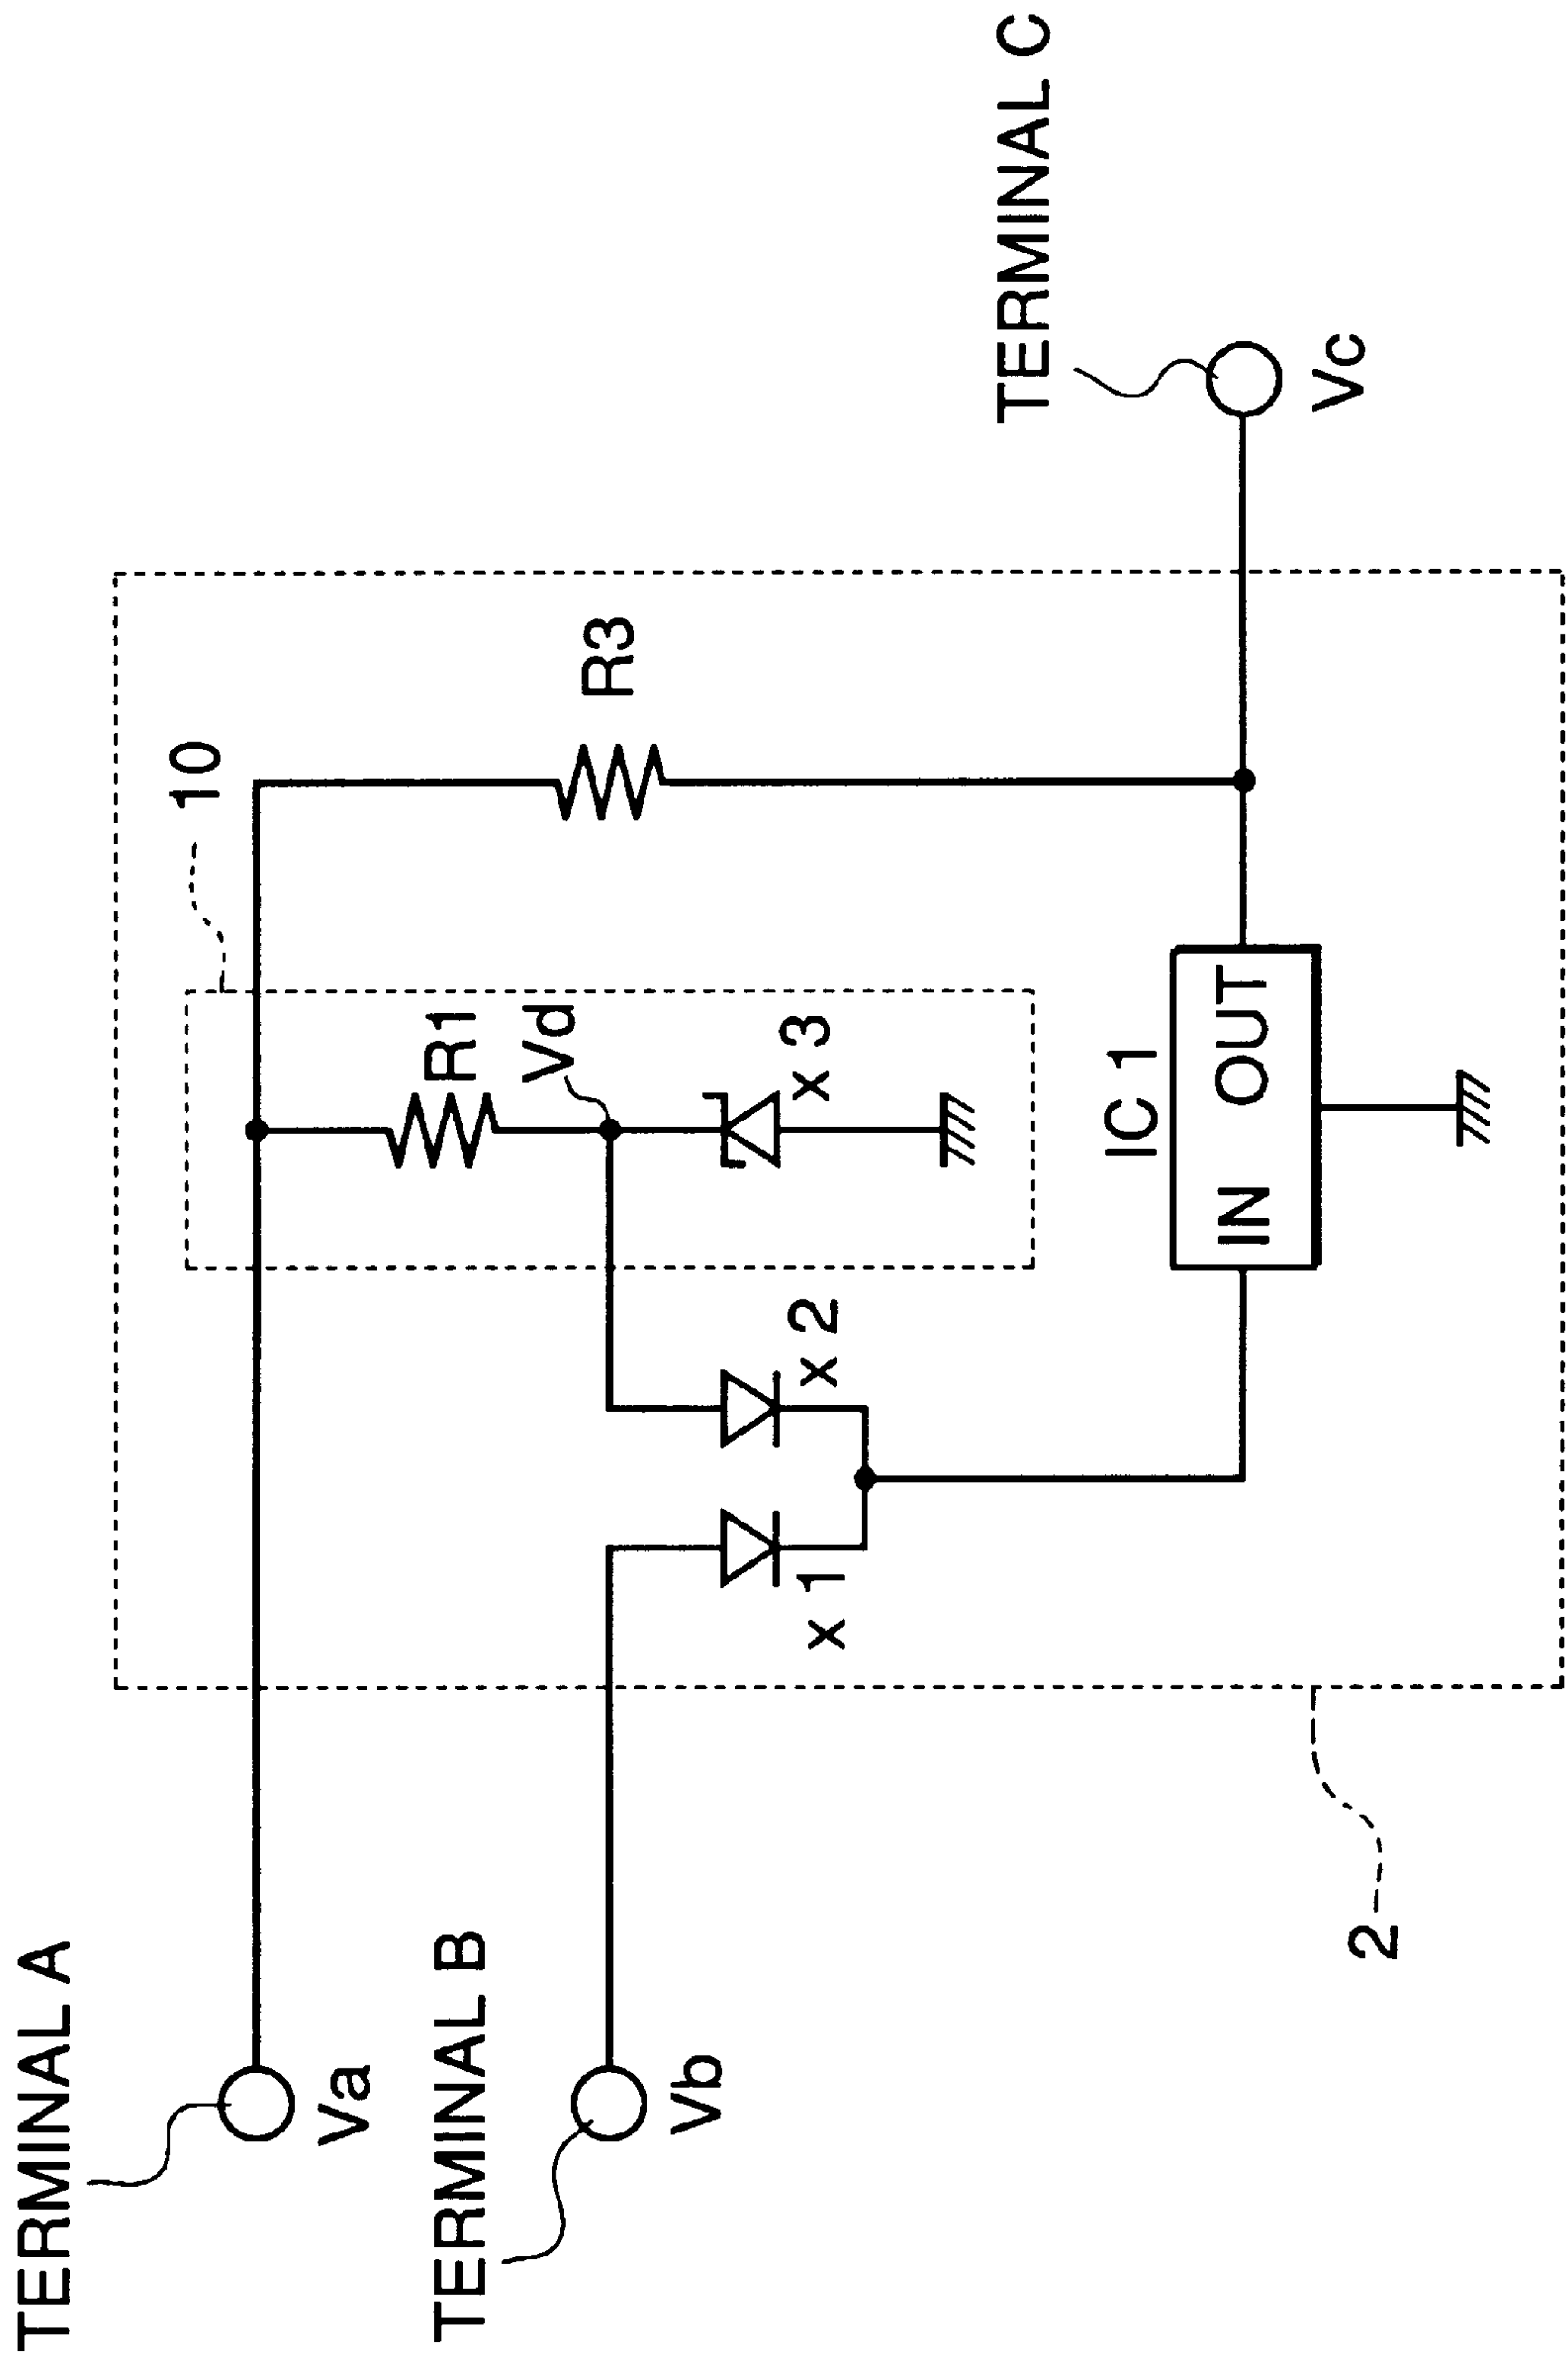 TERMINAL A
Va
TERMINAL B
Vb
2
10
R1
Vd
x 3
x 2
x 1
R3
IC 1
IN OUT
TERMINAL C
Vc